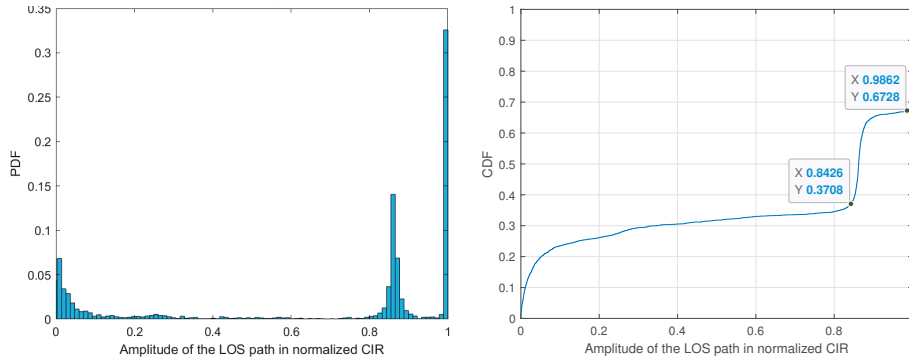 0.35
0.3
0.25
0.2
0.15
0.1
0.05
0
PDF
0 0.2 0.4 0.6 0.8 1
Amplitude of the LOS path in normalized CIR
1
0.9
0.8
0.7
0.6
0.5
0.4
0.3
0.2
0.1
0
CDF
X 0.9862
Y 0.6728
X 0.8426
Y 0.3708
0 0.2 0.4 0.6 0.8 1
Amplitude of the LOS path in normalized CIR